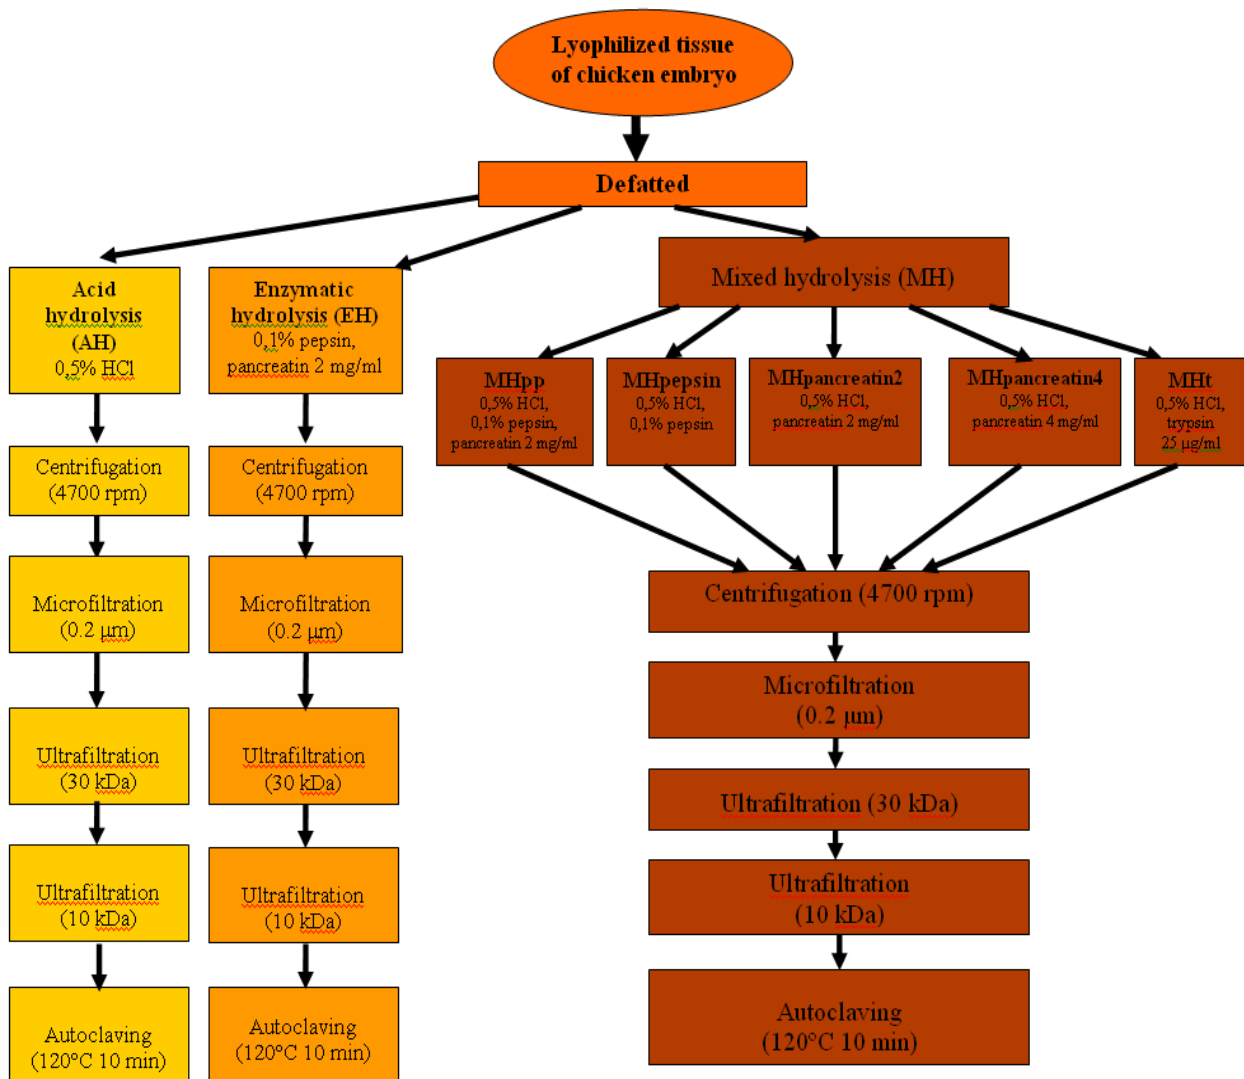 Lyophilized tissue
of chicken embryo
Defatted
Acid
hydrolysis
(AH)
0,5% HCl
Enzymatic
hydrolysis (EH)
0,1% pepsin,
pancreatin 2 mg/ml
Mixed hydrolysis (MH)
MHpp
0,5% HCl,
0,1% pepsin,
pancreatin 2 mg/ml
MHpepsin
0,5% HCl,
0,1% pepsin
MHpancreatin2
0,5% HCl,
pancreatin 2 mg/ml
MHpancreatin4
0,5% HCl,
pancreatin 4 mg/ml
MHt
0,5% HCl,
trypsin
25 µg/ml
Centrifugation
(4700 rpm)
Centrifugation
(4700 rpm)
Centrifugation (4700 rpm)
Microfiltration
(0.2 µm)
Microfiltration
(0.2 µm)
Microfiltration
(0.2 µm)
Ultrafiltration
(30 kDa)
Ultrafiltration
(30 kDa)
Ultrafiltration (30 kDa)
Ultrafiltration
(10 kDa)
Ultrafiltration
(10 kDa)
Ultrafiltration
(10 kDa)
Autoclaving
(120°C 10 min)
Autoclaving
(120°C 10 min)
Autoclaving
(120°C 10 min)